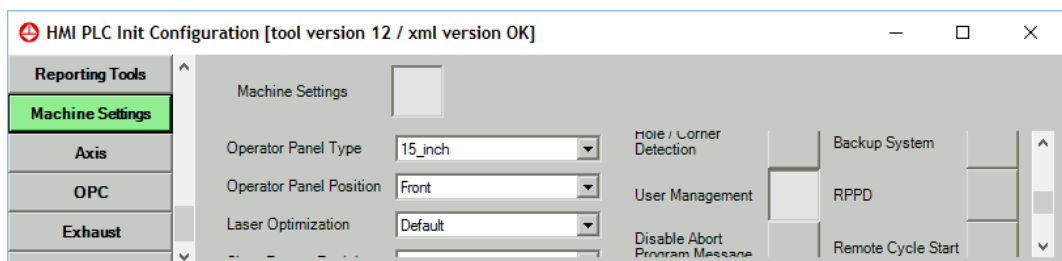 HMI PLC Init Configuration [tool version 12 / xml version OK]
Reporting Tools
Machine Settings
Axis
OPC
Exhaust
Machine Settings
Operator Panel Type
15_inch
Operator Panel Position
Front
Laser Optimization
Default
Hole / Corner
Detection
User Management
Disable Abort
Program Message
Backup System
RPPD
Remote Cycle Start